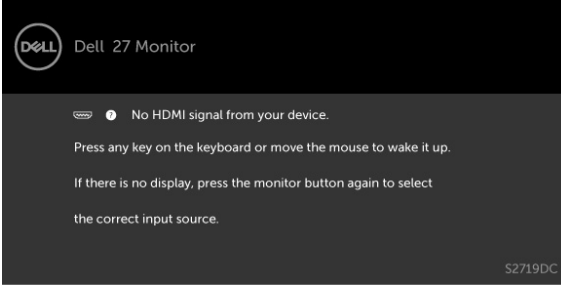 DELL Dell 27 Monitor
? No HDMI signal from your device.
Press any key on the keyboard or move the mouse to wake it up.
If there is no display, press the monitor button again to select
the correct input source.
S2719DC